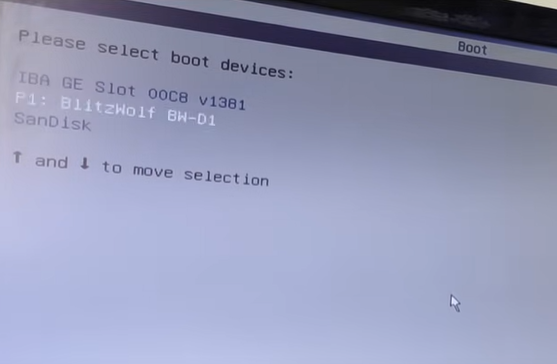 Boot
Please select boot devices:
IBA GE Slot 00C8 v1381
P1: BlitzWolf BW-D1
SanDisk
↑ and ↓ to move selection